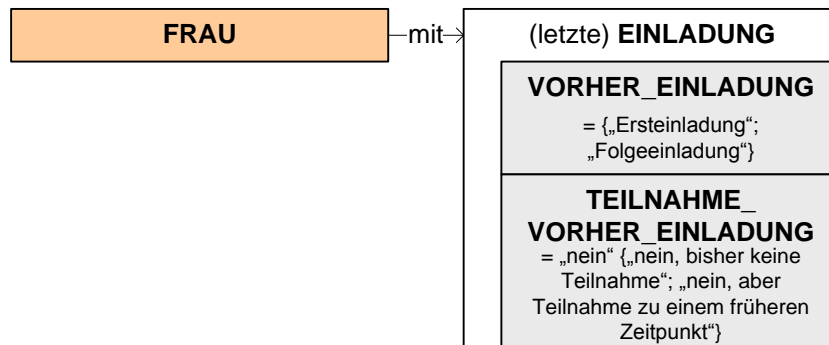 FRAU
mit
(letzte) EINLADUNG
VORHER_EINLADUNG
= {„Ersteinladung“;
„Folgeeinladung“}
TEILNAHME_
VORHER_EINLADUNG
= „nein“ {„nein, bisher keine
Teilnahme“; „nein, aber
Teilnahme zu einem früheren
Zeitpunkt“}